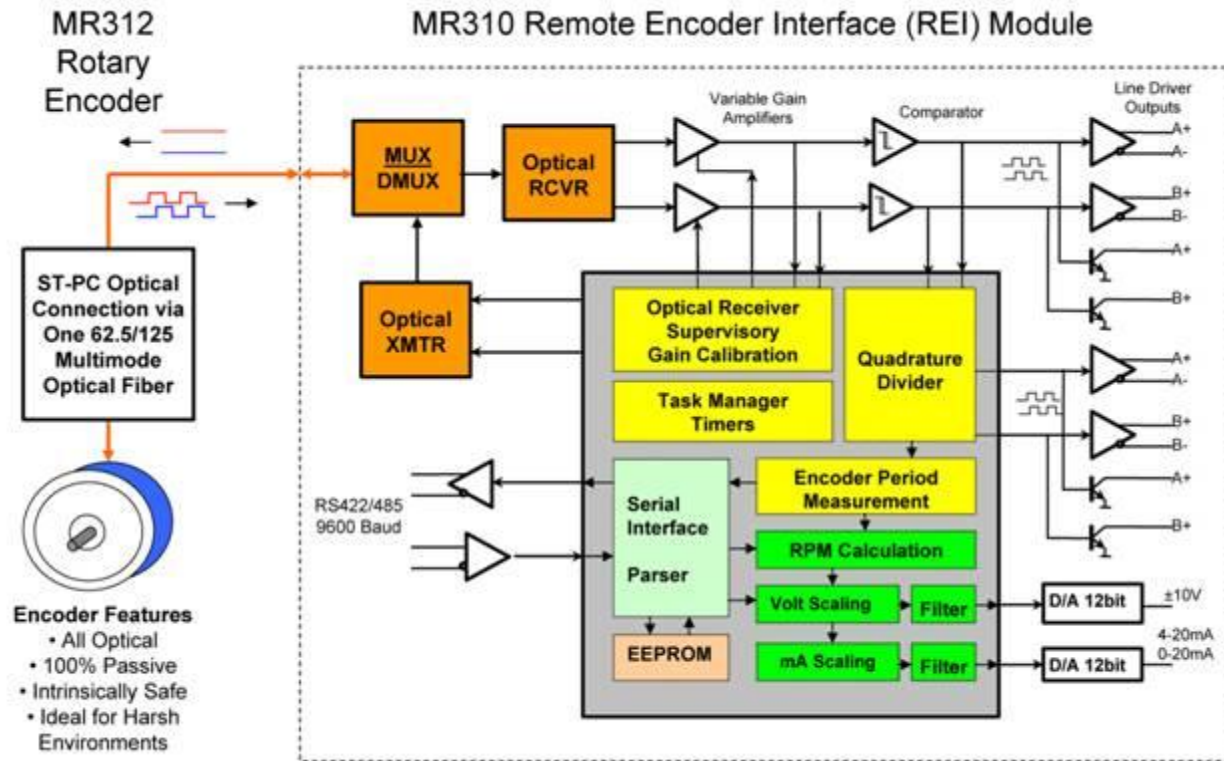 MR312
Rotary
Encoder
MR310 Remote Encoder Interface (REI) Module
MUX
DMUX
Optical
RCVR
Variable Gain
Amplifiers
Comparator
Line Driver
Outputs
A+
A-
B+
B-
A+
B+
ST-PC Optical
Connection via
One 62.5/125
Multimode
Optical Fiber
Optical
XMTR
Optical Receiver
Supervisory
Gain Calibration
Quadrature
Divider
A+
A-
B+
B-
A+
B+
Task Manager
Timers
RS422/485
9600 Baud
Serial
Interface
Parser
Encoder Period
Measurement
RPM Calculation
Volt Scaling
Filter
D/A 12bit
±10V
EEPROM
mA Scaling
Filter
D/A 12bit
4-20mA
0-20mA
Encoder Features
• All Optical
• 100% Passive
• Intrinsically Safe
• Ideal for Harsh
Environments